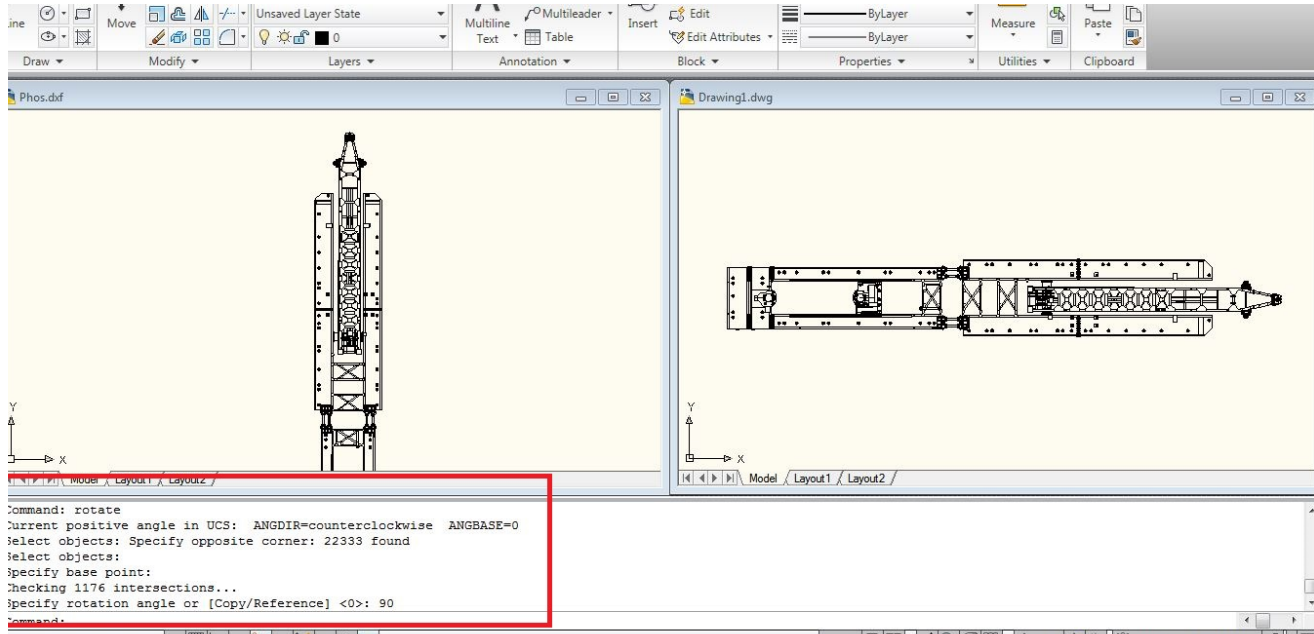 ine
Move
Unsaved Layer State
0
Multiline
Text
Multileader
Table
Insert
Edit
Edit Attributes
ByLayer
ByLayer
Measure
Paste
Draw
Modify
Layers
Annotation
Block
Properties
Utilities
Clipboard
Phos.dxf
Drawing1.dwg
Y
X
Y
X
Model / Layout1 / Layout2 /
Model / Layout1 / Layout2 /
Command: rotate
Current positive angle in UCS:  ANGDIR=counterclockwise  ANGBASE=0
Select objects: Specify opposite corner: 22333 found
Select objects:
Specify base point:
Checking 1176 intersections...
Specify rotation angle or [Copy/Reference] <0>: 90
Command: